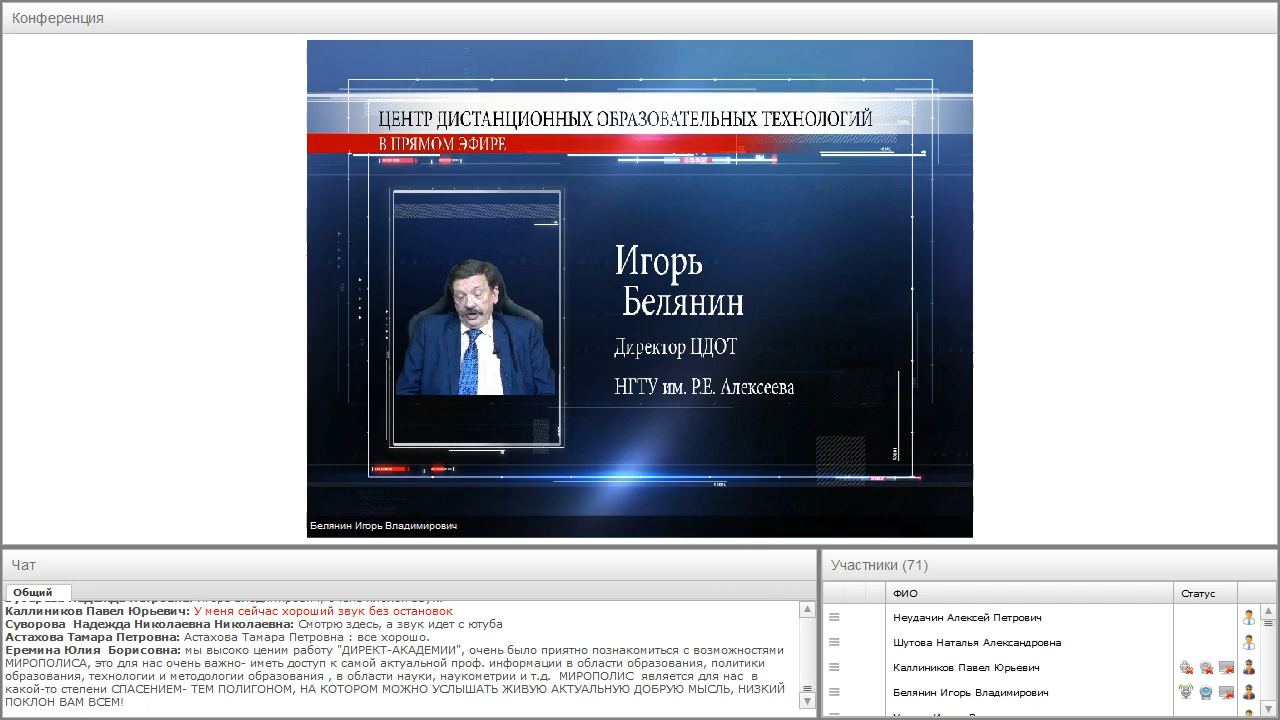 Конференция
ЦЕНТР ДИСТАНЦИОННЫХ ОБРАЗОВАТЕЛЬНЫХ ТЕХНОЛОГИЙ
В ПРЯМОМ ЭФИРЕ
Игорь
Белянин
Директор ЦДОТ
НГТУ им. Р.Е. Алексеева
Белянин Игорь Владимирович
Чат
Общий
Каллиников Павел Юрьевич: У меня сейчас хороший звук без остановок
Суворова Надежда Николаевна Николаевна: Смотрю здесь, а звук идет с ютуба
Астахова Тамара Петровна: Астахова Тамара Петровна : все хорошо.
Еремина Юлия Борисовна: мы высоко ценим работу "ДИРЕКТ-АКАДЕМИИ", очень было приятно познакомиться с возможностями
МИРОПОЛИСА, это для нас очень важно- иметь доступ к самой актуальной проф. информации в области образования, политики
образования, технологии и методологии образования , в области науки, наукометрии и т.д. МИРОПОЛИС является для нас в
какой-то степени СПАСЕНИЕМ- ТЕМ ПОЛИГОНОМ, НА КОТОРОМ МОЖНО УСЛЫШАТЬ ЖИВУЮ АКТУАЛЬНУЮ ДОБРУЮ МЫСЛЬ, НИЗКИЙ
ПОКЛОН ВАМ ВСЕМ!
Участники (71)
ФИО Статус
Неудачин Алексей Петрович
Шутова Наталья Александровна
Каллиников Павел Юрьевич
Белянин Игорь Владимирович